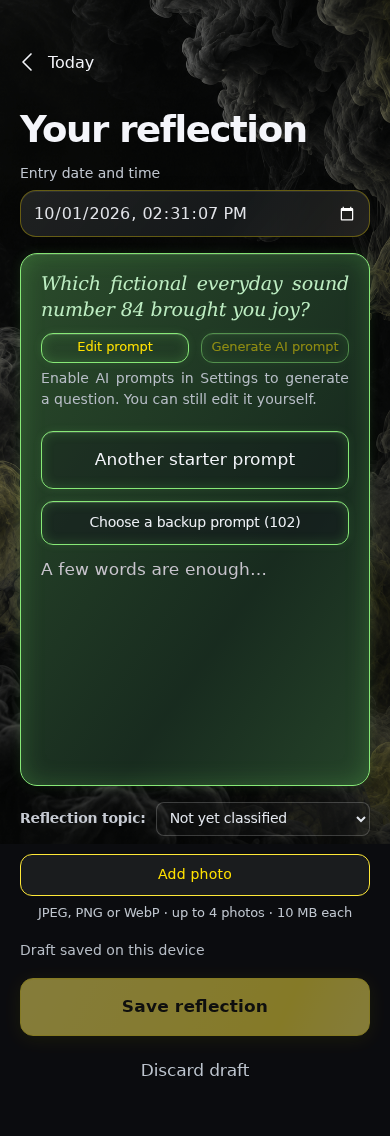 Today
Your reflection
Entry date and time
10/01/2026, 02:31:07 PM
Which fictional everyday sound
number 84 brought you joy?
Edit prompt
Generate AI prompt
Enable AI prompts in Settings to generate
a question. You can still edit it yourself.
Another starter prompt
Choose a backup prompt (102)
A few words are enough...
Reflection topic:
Not yet classified
Add photo
JPEG, PNG or WebP · up to 4 photos · 10 MB each
Draft saved on this device
Save reflection
Discard draft